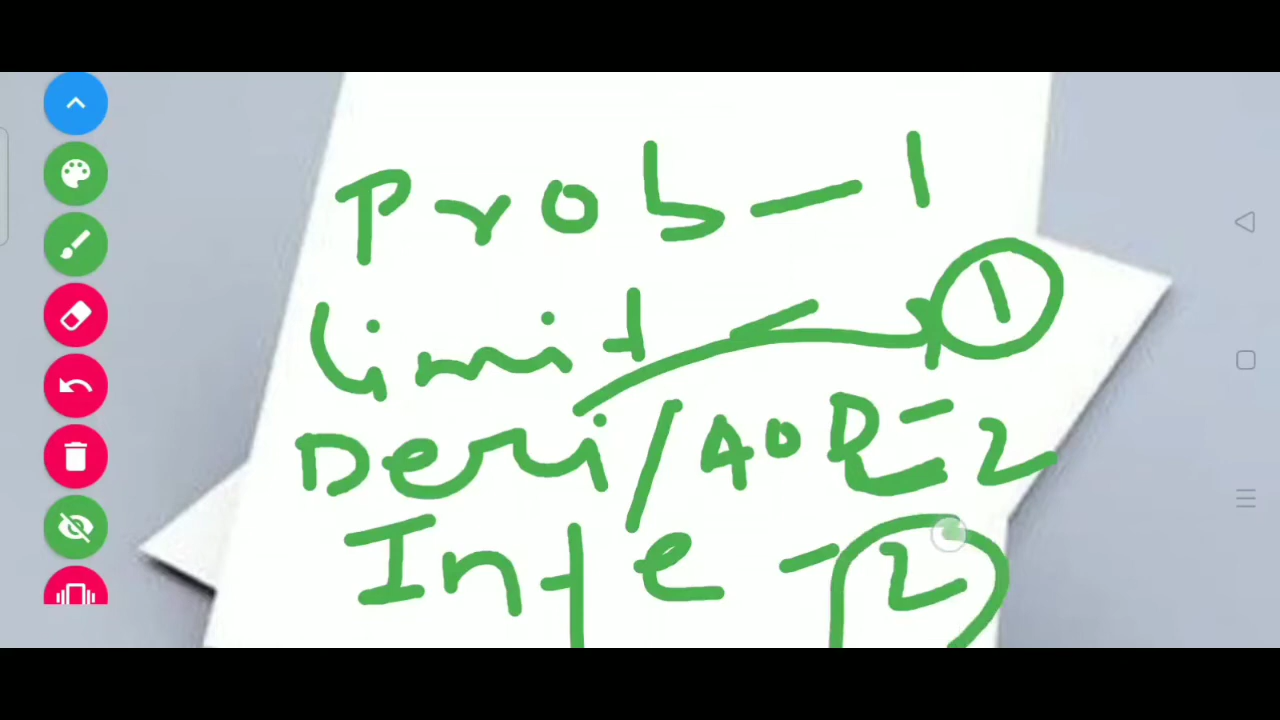 Prob - 1
limit - 1
Deri/AOD = 2
Inte - 2